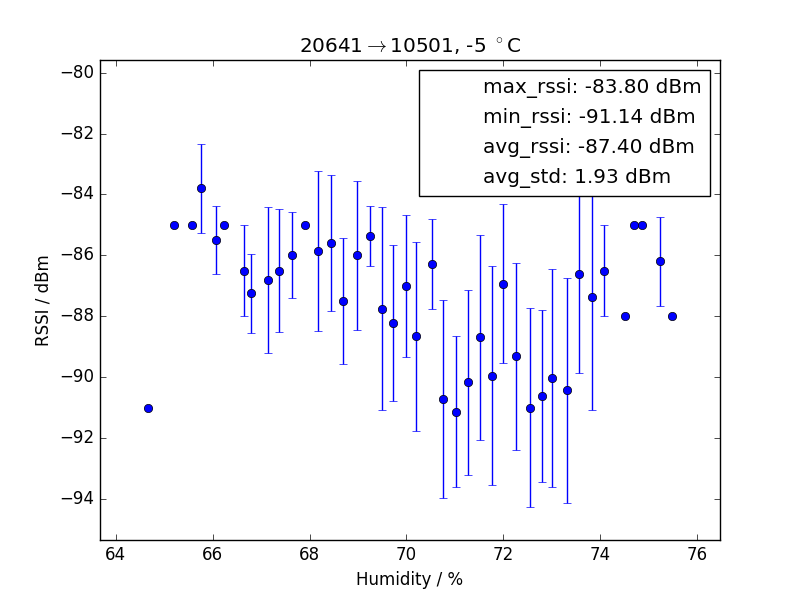 20641→10501, -5 °C
max_rssi: -83.80 dBm
min_rssi: -91.14 dBm
avg_rssi: -87.40 dBm
avg_std: 1.93 dBm
RSSI / dBm
−80
−82
−84
−86
−88
−90
−92
−94
64 66 68 70 72 74 76
Humidity / %